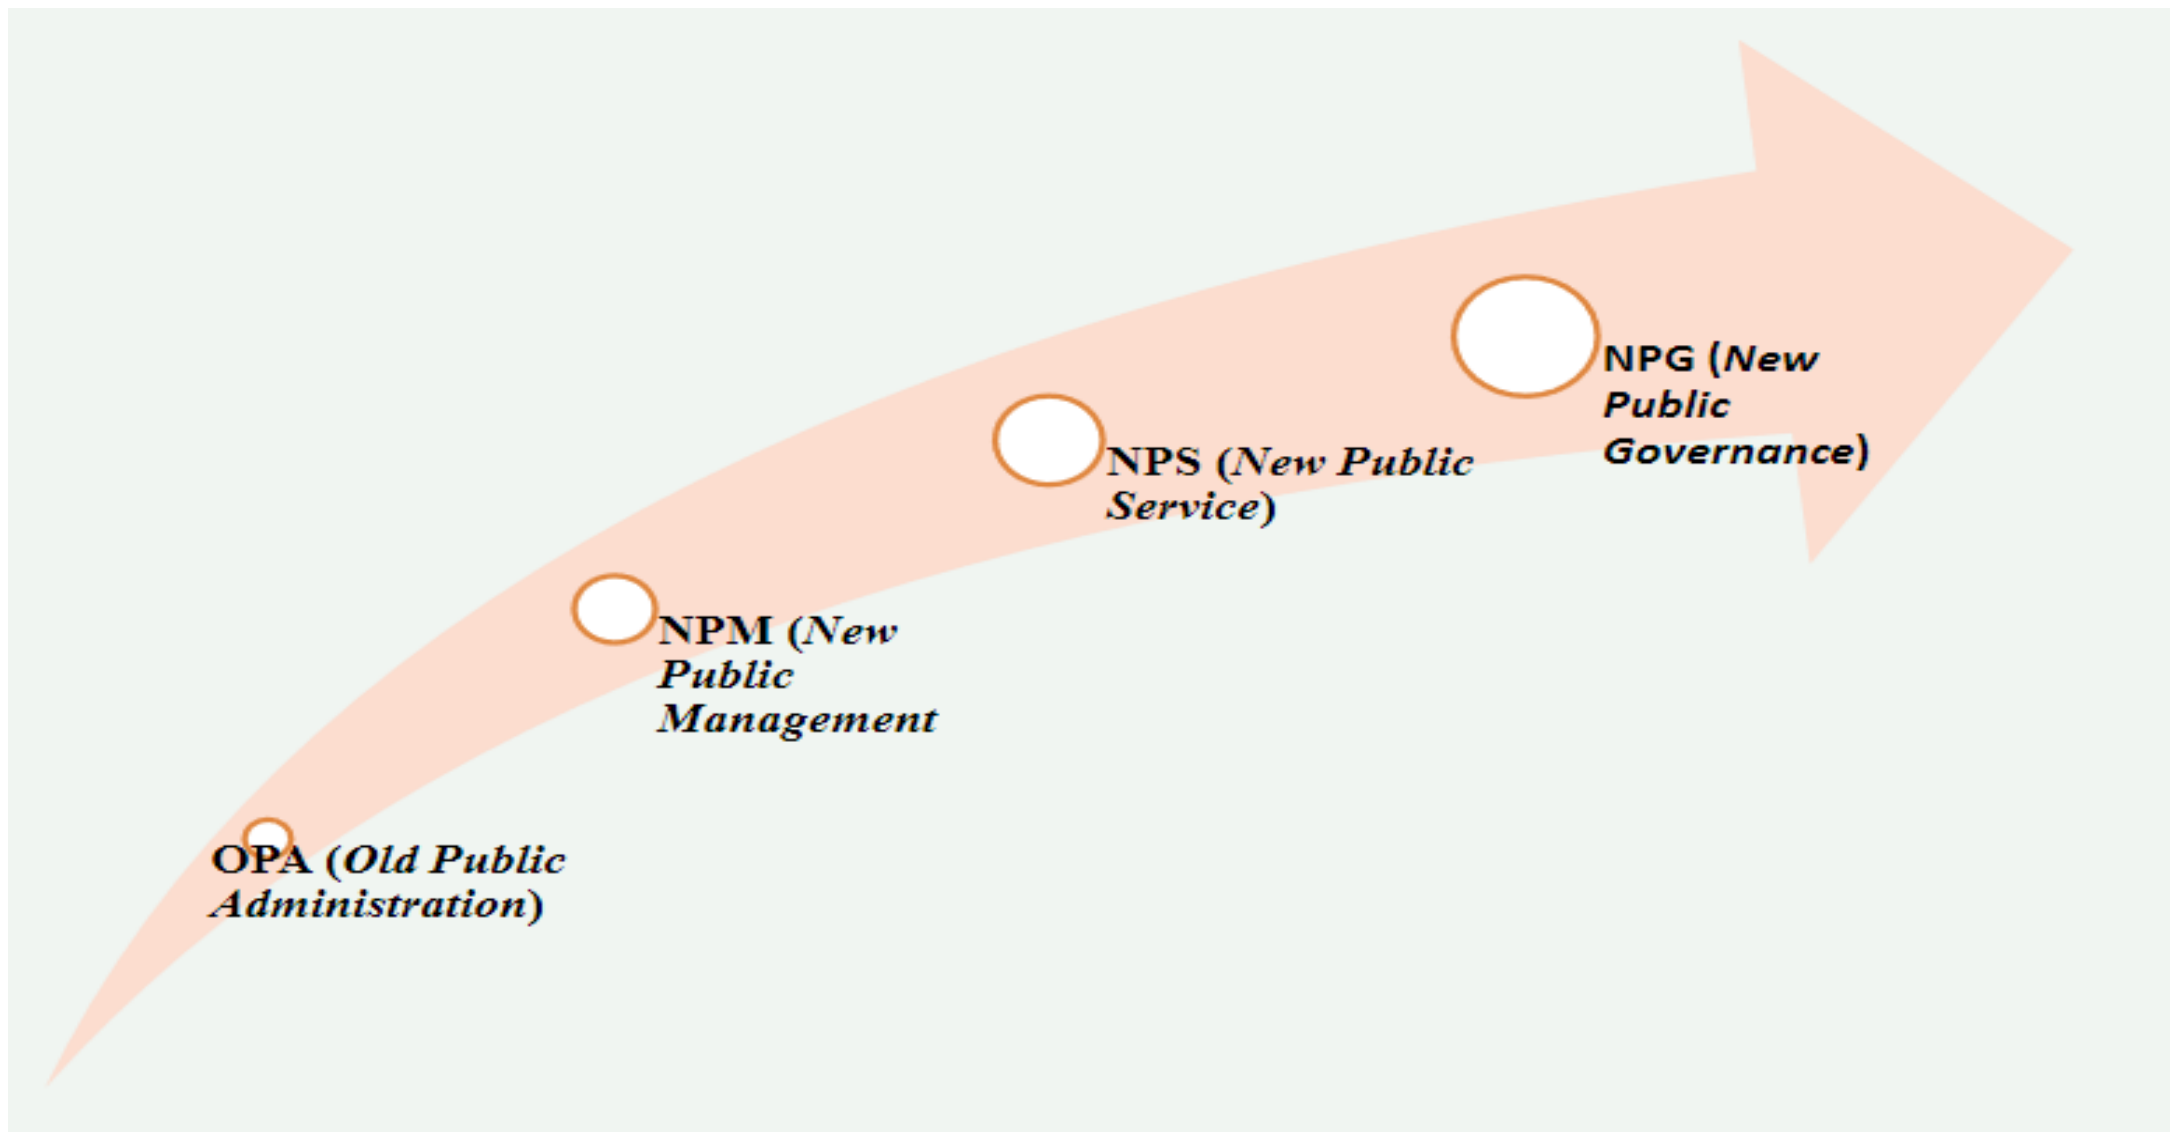 NPG (New
Public
Governance)
NPS (New Public
Service)
NPM (New
Public
Management
OPA (Old Public
Administration)